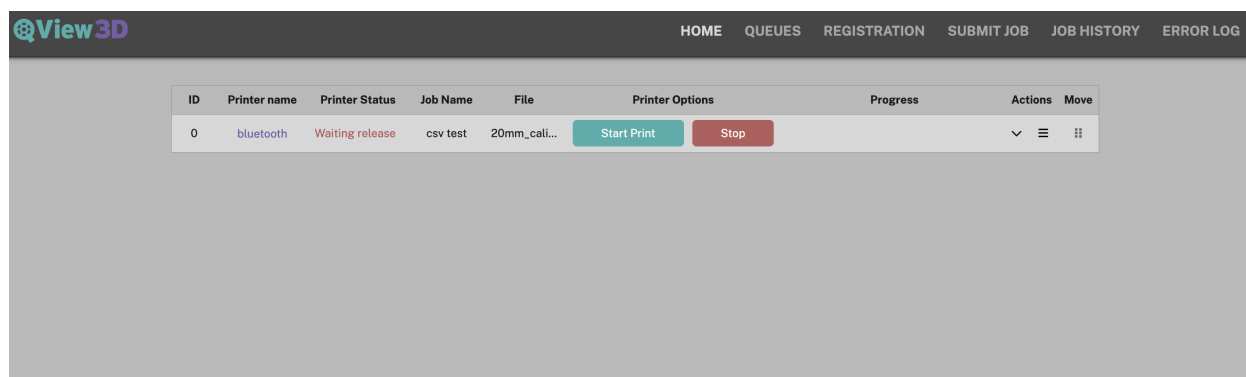 QView3D HOME QUEUES REGISTRATION SUBMIT JOB JOB HISTORY ERROR LOG
ID Printer name Printer Status Job Name File Printer Options Progress Actions Move
0 bluetooth Waiting release csv test 20mm_cali... Start Print Stop